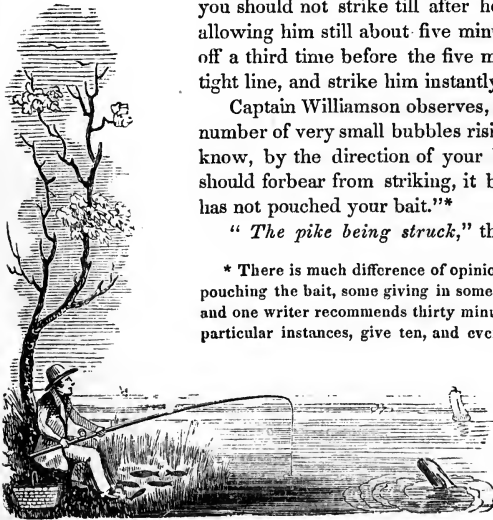 you should not strike till after h
allowing him still about five minu
off a third time before the five m
tight line, and strike him instantly
Captain Williamson observes,
number of very small bubbles risi
know, by the direction of your
should forbear from striking, it b
has not pouched your bait."*
" The pike being struck," th
* There is much difference of opinio
pouching the bait, some giving in some
and one writer recommends thirty minu
particular instances, give ten, and eve